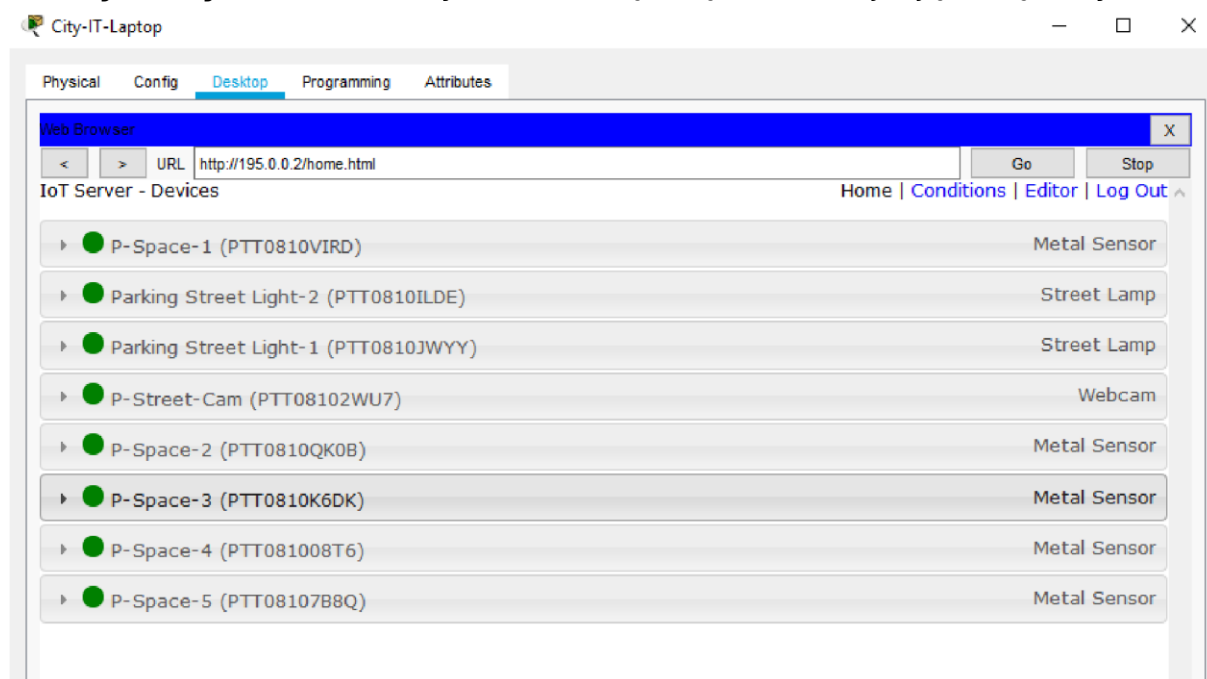 City-IT-Laptop
Physical Config Desktop Programming Attributes
Web Browser X
< > URL http://195.0.0.2/home.html Go Stop
IoT Server - Devices Home | Conditions | Editor | Log Out
P-Space-1 (PTT0810VIRD) Metal Sensor
Parking Street Light-2 (PTT0810ILDE) Street Lamp
Parking Street Light-1 (PTT0810JWYY) Street Lamp
P-Street-Cam (PTT08102WU7) Webcam
P-Space-2 (PTT0810QK0B) Metal Sensor
P-Space-3 (PTT0810K6DK) Metal Sensor
P-Space-4 (PTT081008T6) Metal Sensor
P-Space-5 (PTT08107B8Q) Metal Sensor